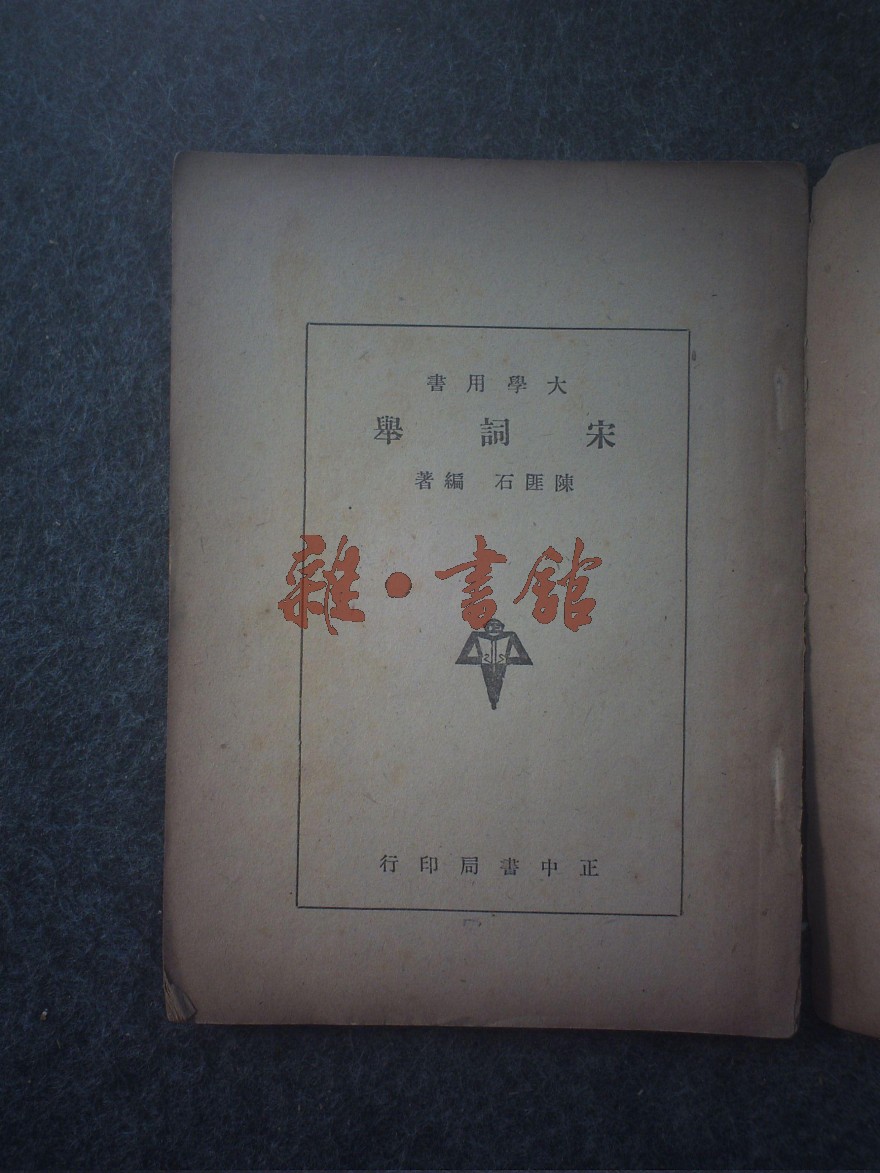 大學用書
宋詞舉
陳匪石 編著
雜·書館
正中書局印行